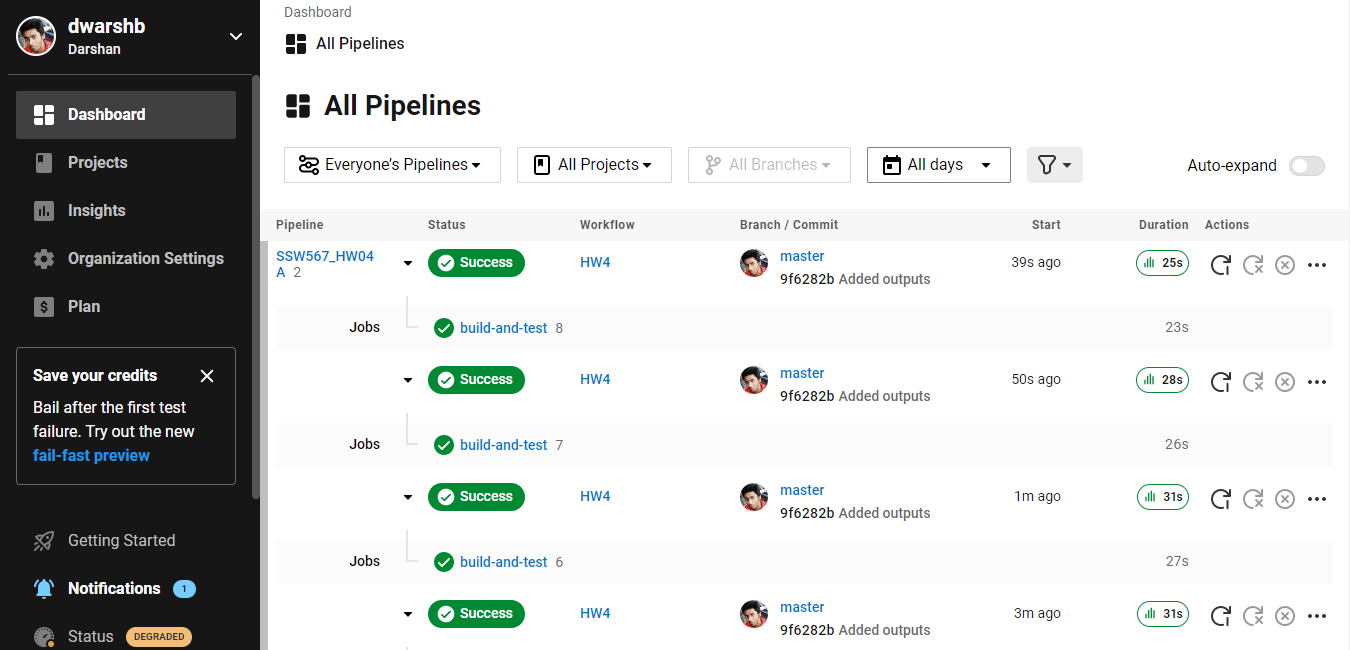 dwarshb
Darshan
Dashboard
Projects
Insights
Organization Settings
Plan
Save your credits
Bail after the first test
failure. Try out the new
fail-fast preview
Getting Started
Notifications 1
Status DEGRADED
Dashboard
All Pipelines
All Pipelines
Everyone’s Pipelines All Projects All Branches All days Auto-expand
Pipeline Status Workflow Branch / Commit Start Duration Actions
SSW567_HW04
A 2
Success HW4 master 39s ago 25s
9f6282b Added outputs
Jobs build-and-test 8 23s
Success HW4 master 50s ago 28s
9f6282b Added outputs
Jobs build-and-test 7 26s
Success HW4 master 1m ago 31s
9f6282b Added outputs
Jobs build-and-test 6 27s
Success HW4 master 3m ago 31s
9f6282b Added outputs